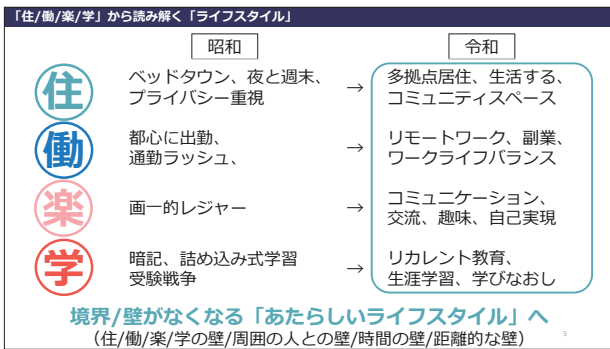 「住/働/楽/学」から読み解く「ライフスタイル」
昭和
令和
住
ベッドタウン、夜と週末、
プライバシー重視
→
多拠点居住、生活する、
コミュニティスペース
働
都心に出勤、
通勤ラッシュ、
→
リモートワーク、副業、
ワークライフバランス
楽
画一的レジャー
→
コミュニケーション、
交流、趣味、自己実現
学
暗記、詰め込み式学習
受験戦争
→
リカレント教育、
生涯学習、学びなおし
境界/壁がなくなる「あたらしいライフスタイル」へ
(住/働/楽/学の壁/周囲の人との壁/時間の壁/距離的な壁)
5